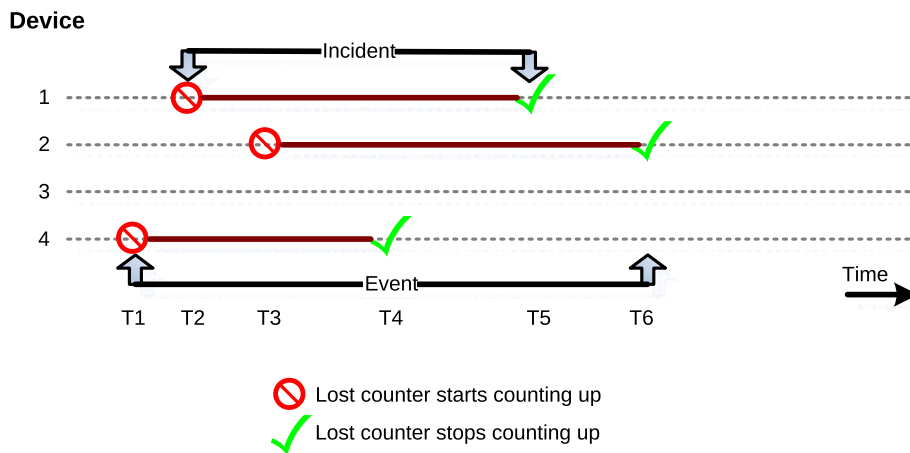 Device
Incident
1
2
3
4
Event
Time
T1 T2 T3 T4 T5 T6
Lost counter starts counting up
Lost counter stops counting up